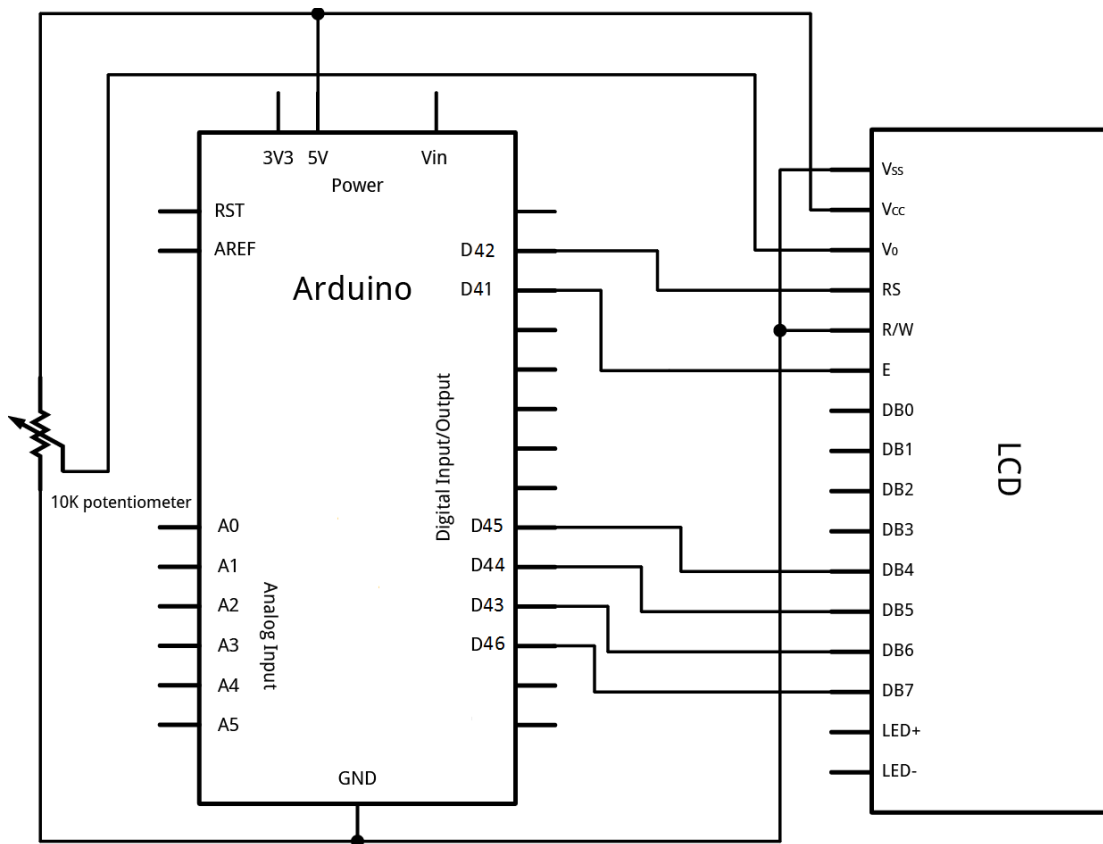 3V3 5V Vin
Power
RST
AREF
D42
D41
Arduino
Digital Input/Output
10K potentiometer
A0
A1
A2
A3
A4
A5
Analog Input
D45
D44
D43
D46
GND
Vss
Vcc
V0
RS
R/W
E
DB0
DB1
DB2
DB3
DB4
DB5
DB6
DB7
LED+
LED-
LCD